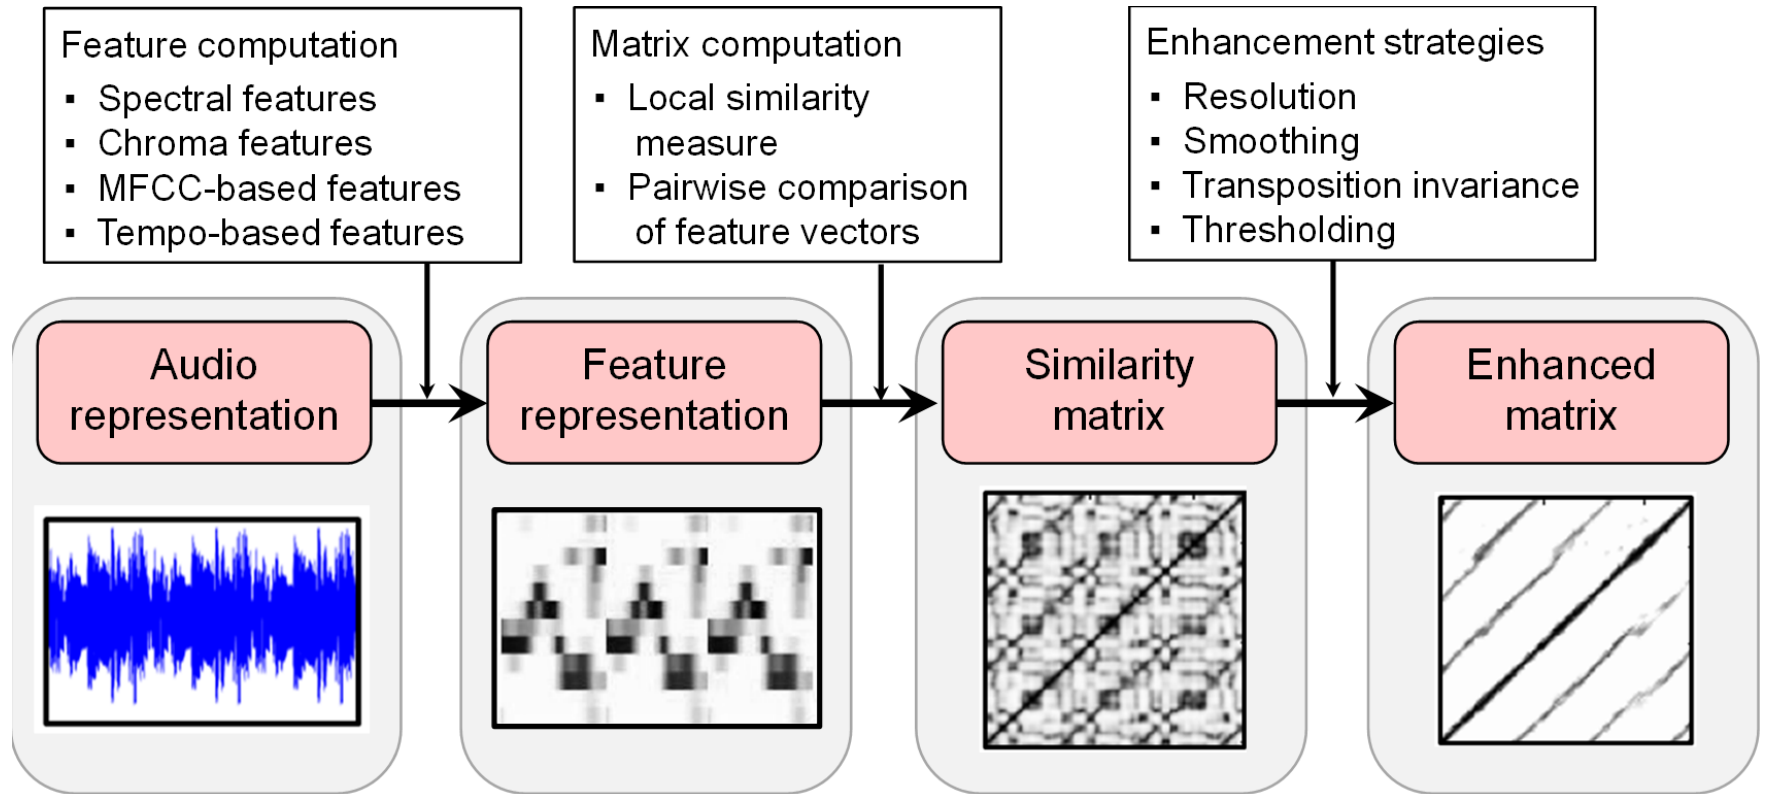 Feature computation
▪ Spectral features
▪ Chroma features
▪ MFCC-based features
▪ Tempo-based features
Matrix computation
▪ Local similarity
measure
▪ Pairwise comparison
of feature vectors
Enhancement strategies
▪ Resolution
▪ Smoothing
▪ Transposition invariance
▪ Thresholding
Audio
representation
Feature
representation
Similarity
matrix
Enhanced
matrix